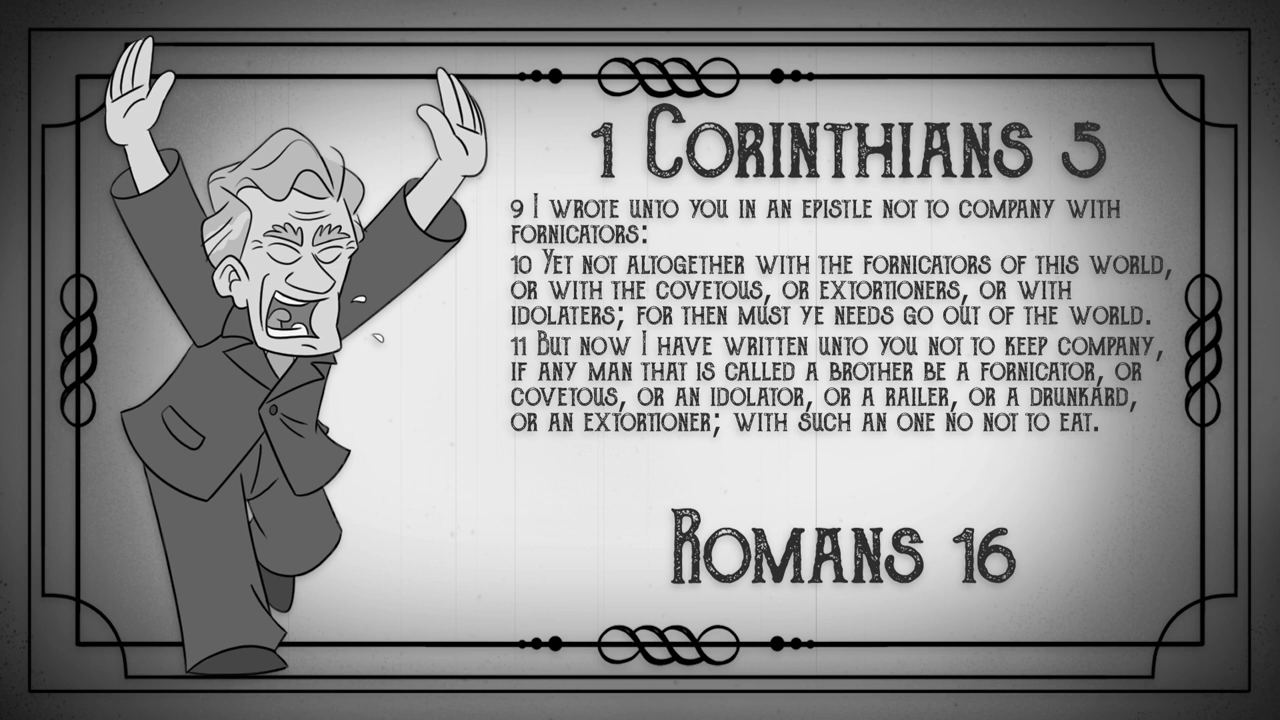 1 Corinthians 5
9 I wrote unto you in an epistle not to company with
fornicators:
10 Yet not altogether with the fornicators of this world,
or with the covetous, or extortioners, or with
idolaters; for then must ye needs go out of the world.
11 But now I have written unto you not to keep company,
if any man that is called a brother be a fornicator, or
covetous, or an idolator, or a railer, or a drunkard,
or an extortioner; with such an one no not to eat.
Romans 16